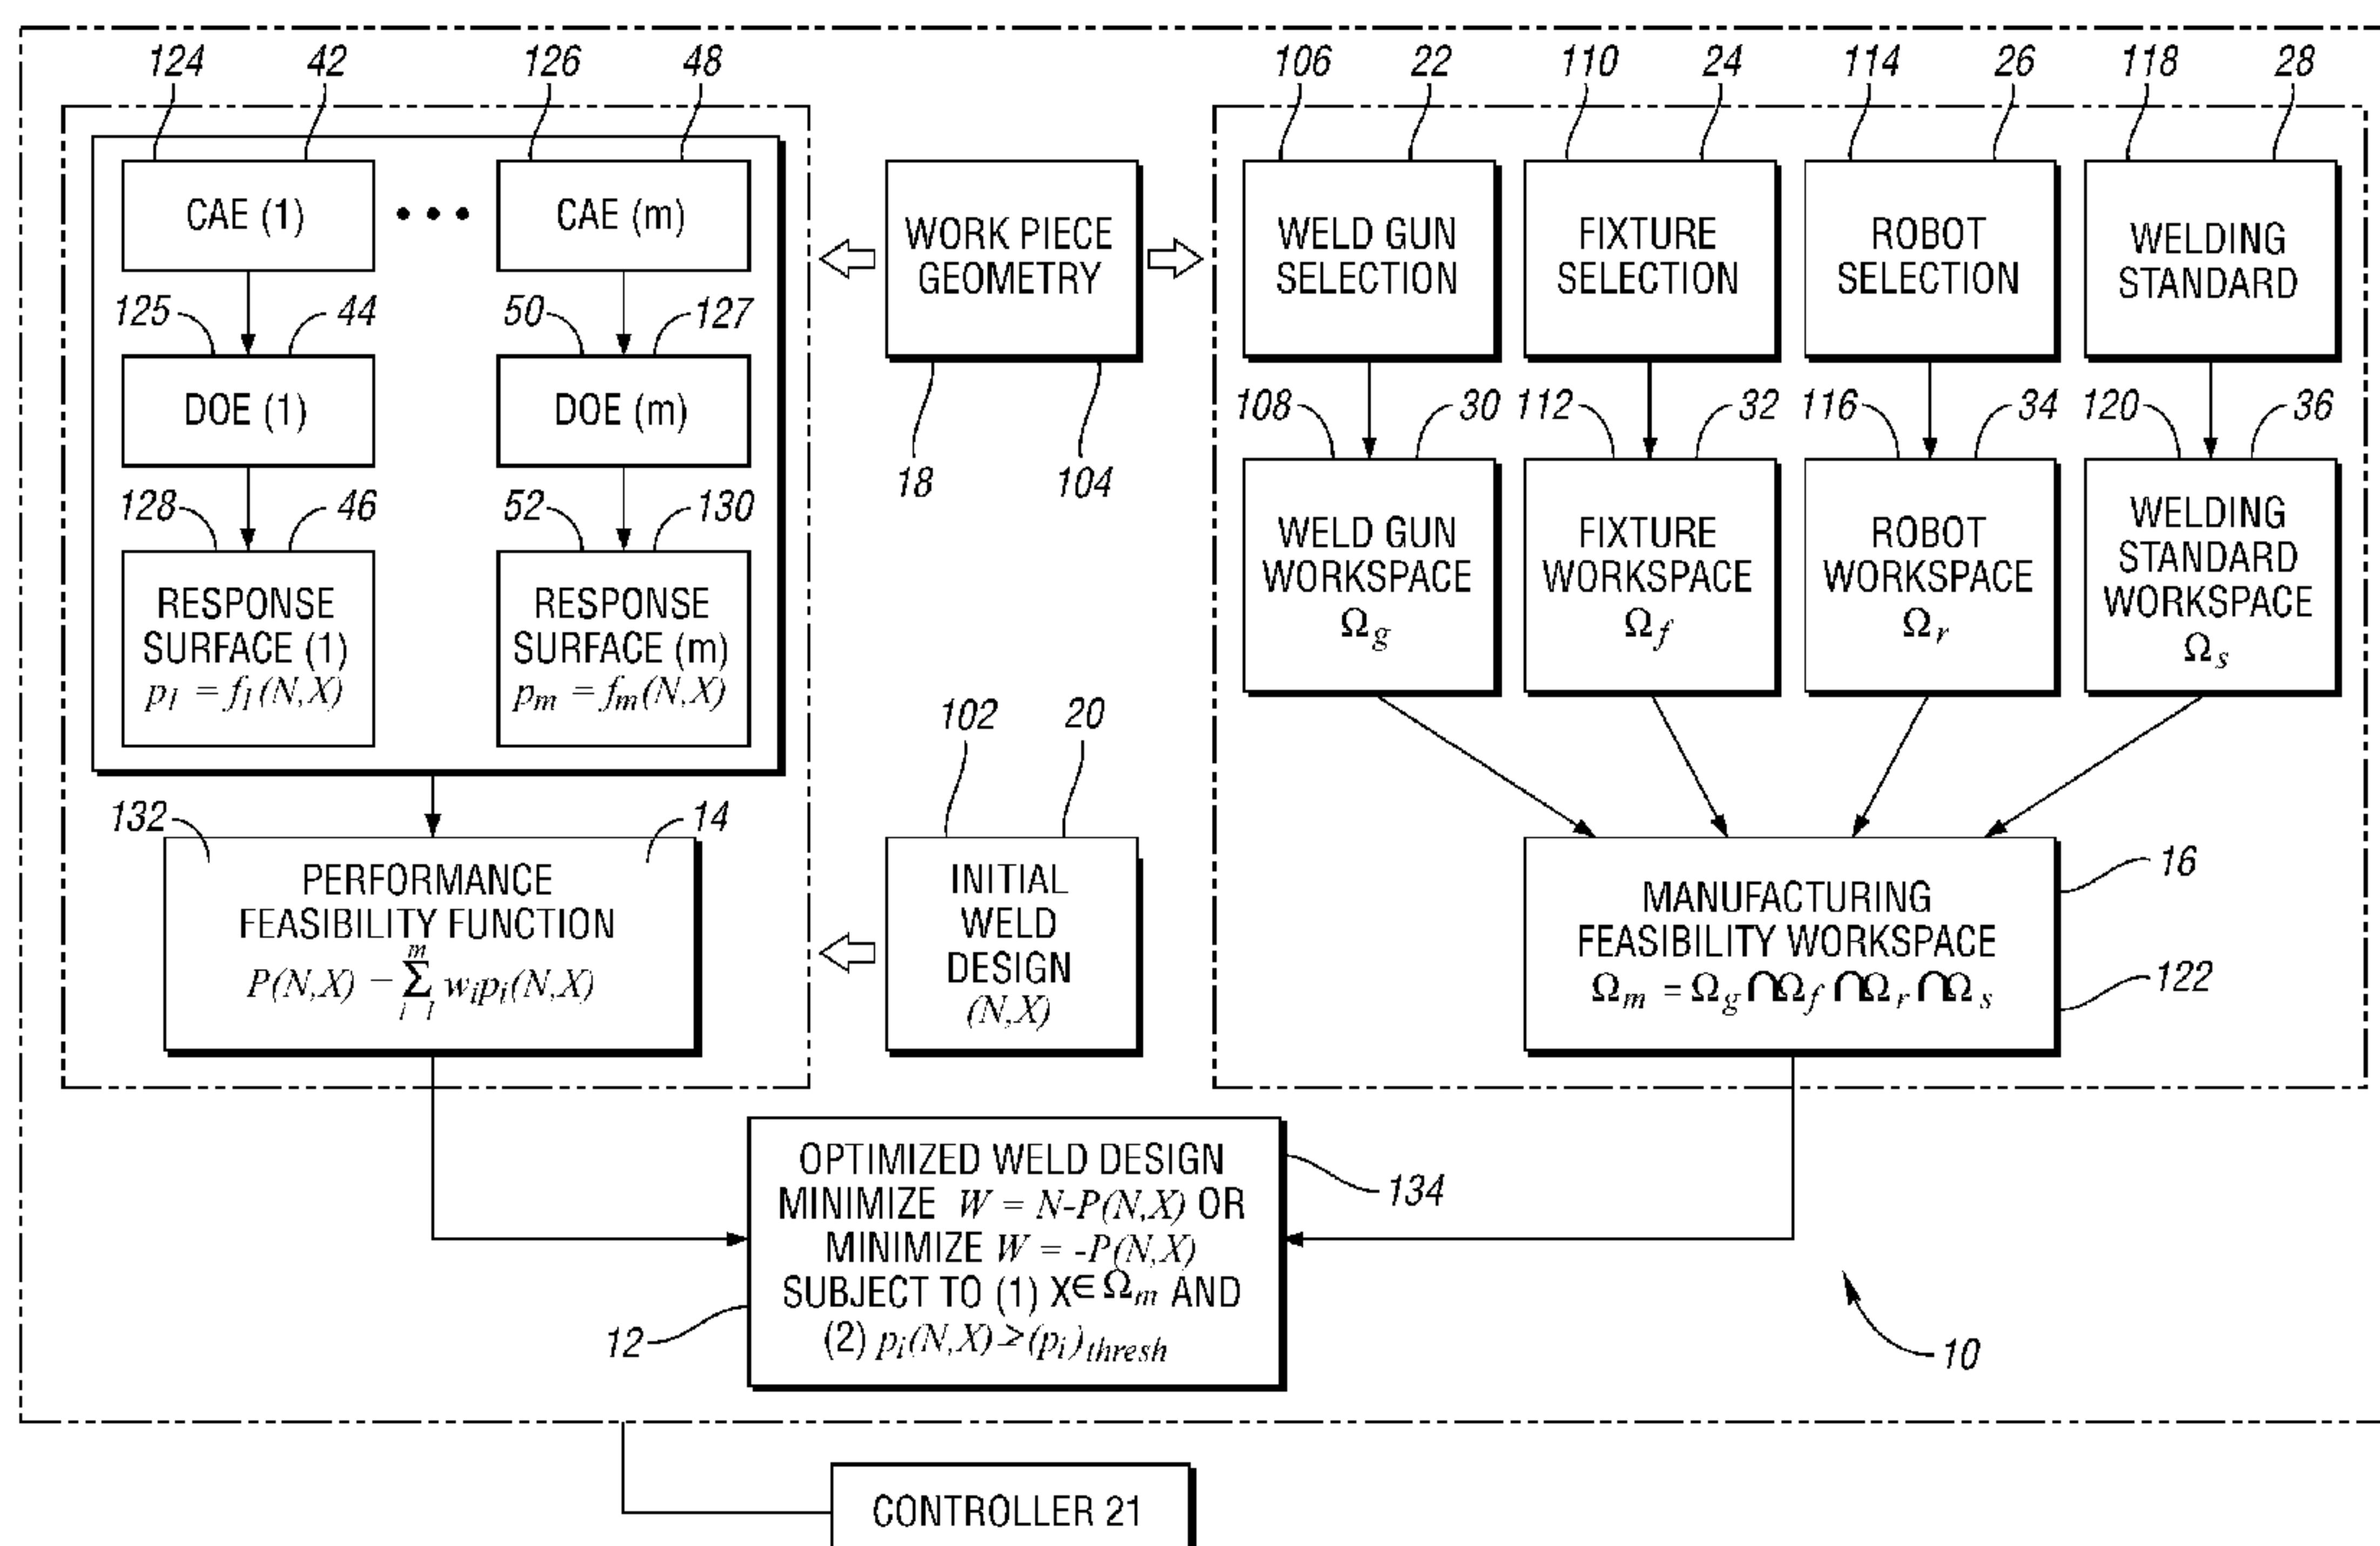 124 42 126 48 106 22 110 24 114 26 118 28
CAE (1) ••• CAE (m)
WORK PIECE
GEOMETRY
WELD GUN
SELECTION
FIXTURE
SELECTION
ROBOT
SELECTION
WELDING
STANDARD
125 44 50 127
DOE (1) DOE (m)
18 104
108 30 112 32 116 34 120 36
128 46 52 130
RESPONSE
SURFACE (1)
p1 = f1(N,X)
RESPONSE
SURFACE (m)
pm = fm(N,X)
WELD GUN
WORKSPACE
Ωg
FIXTURE
WORKSPACE
Ωf
ROBOT
WORKSPACE
Ωr
WELDING
STANDARD
WORKSPACE
Ωs
102 20
132 14
PERFORMANCE
FEASIBILITY FUNCTION
m
P(N,X) – Σ wipi(N,X)
i 1
INITIAL
WELD
DESIGN
(N,X)
16
MANUFACTURING
FEASIBILITY WORKSPACE
Ωm = Ωg ∩ Ωf ∩ Ωr ∩ Ωs
122
OPTIMIZED WELD DESIGN
MINIMIZE W = N-P(N,X) OR
MINIMIZE W = -P(N,X)
SUBJECT TO (1) X∈Ωm AND
(2) pi(N,X) ≥ (pi)thresh
134
12
10
CONTROLLER 21